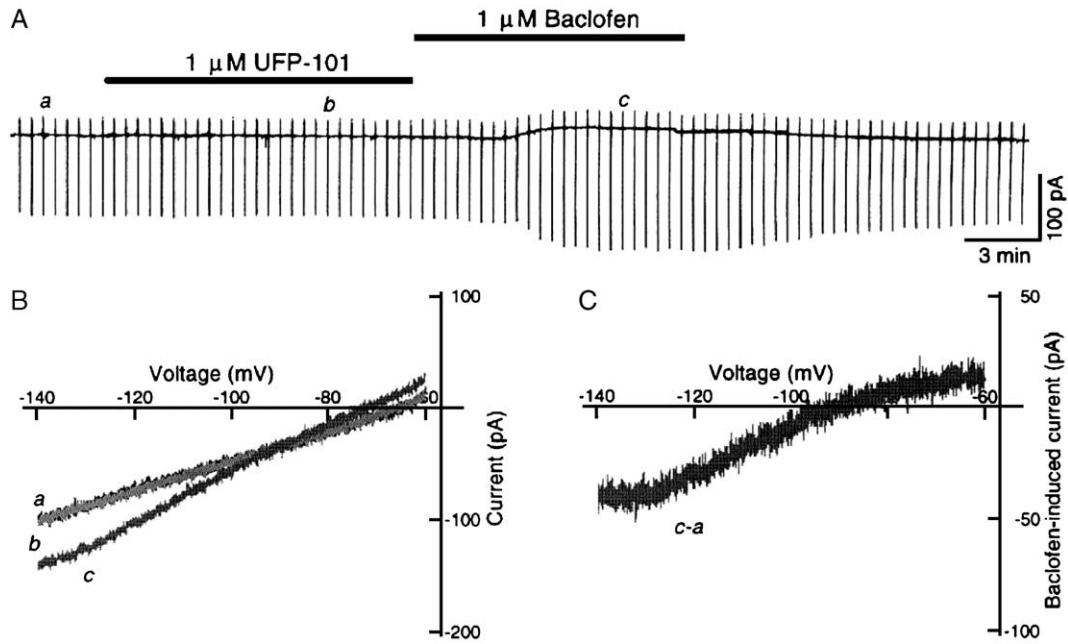 A
1 μM Baclofen
1 μM UFP-101
a
b
c
100 pA
3 min
B
100
Voltage (mV)
-140
-120
-100
-80
-60
a
b
c
-100
-200
Current (pA)
C
50
Voltage (mV)
-140
-120
-100
-60
c-a
-50
-100
Baclofen-induced current (pA)